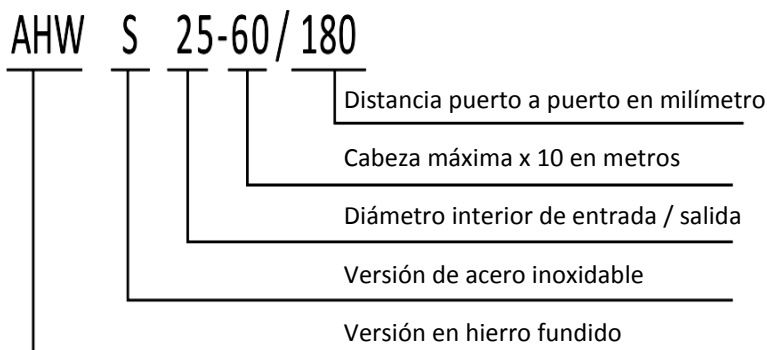 AHW S 25-60/180
Distancia puerto a puerto en milímetro
Cabeza máxima x 10 en metros
Diámetro interior de entrada / salida
Versión de acero inoxidable
Versión en hierro fundido